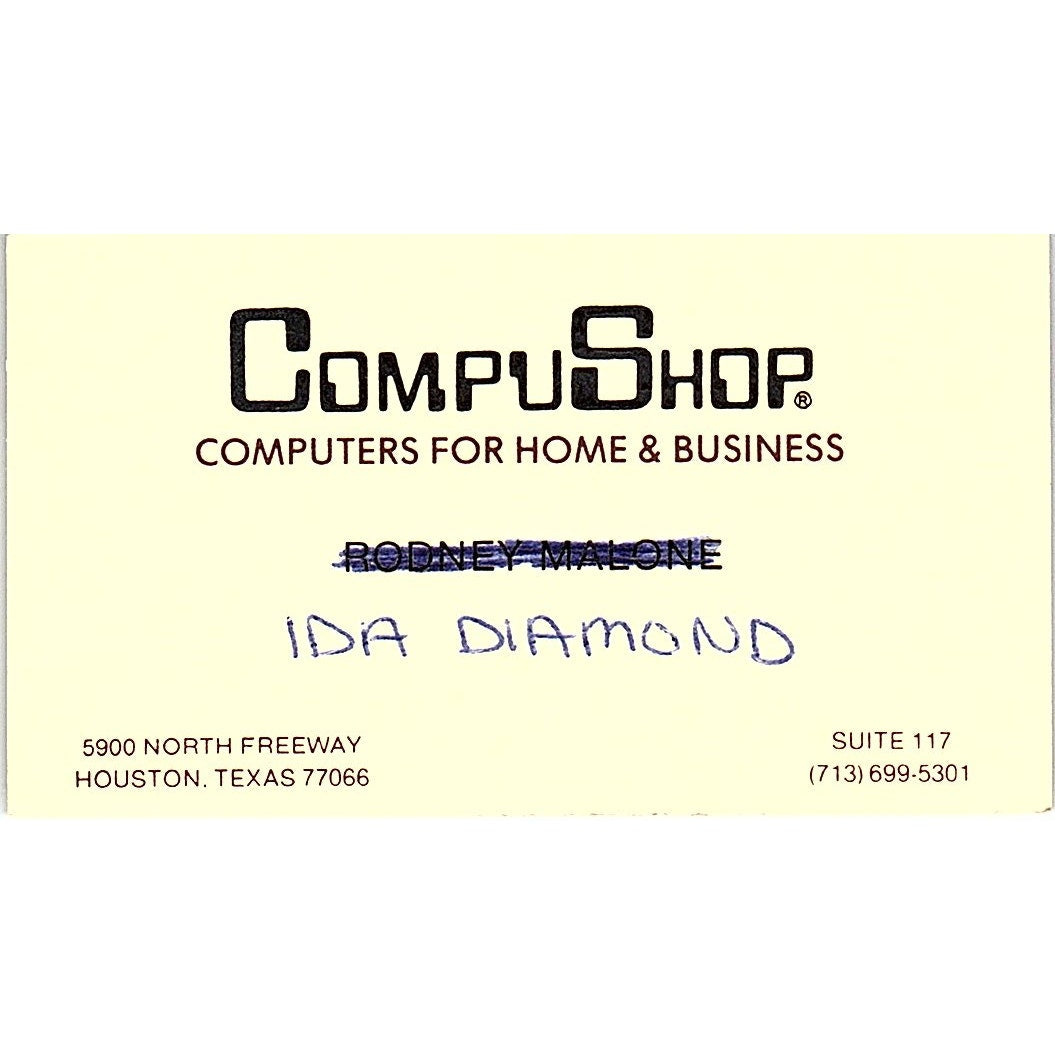 COMPUSHOP®
COMPUTERS FOR HOME & BUSINESS
RODNEY MALONE
IDA DIAMOND
5900 NORTH FREEWAY
HOUSTON, TEXAS 77066
SUITE 117
(713) 699-5301